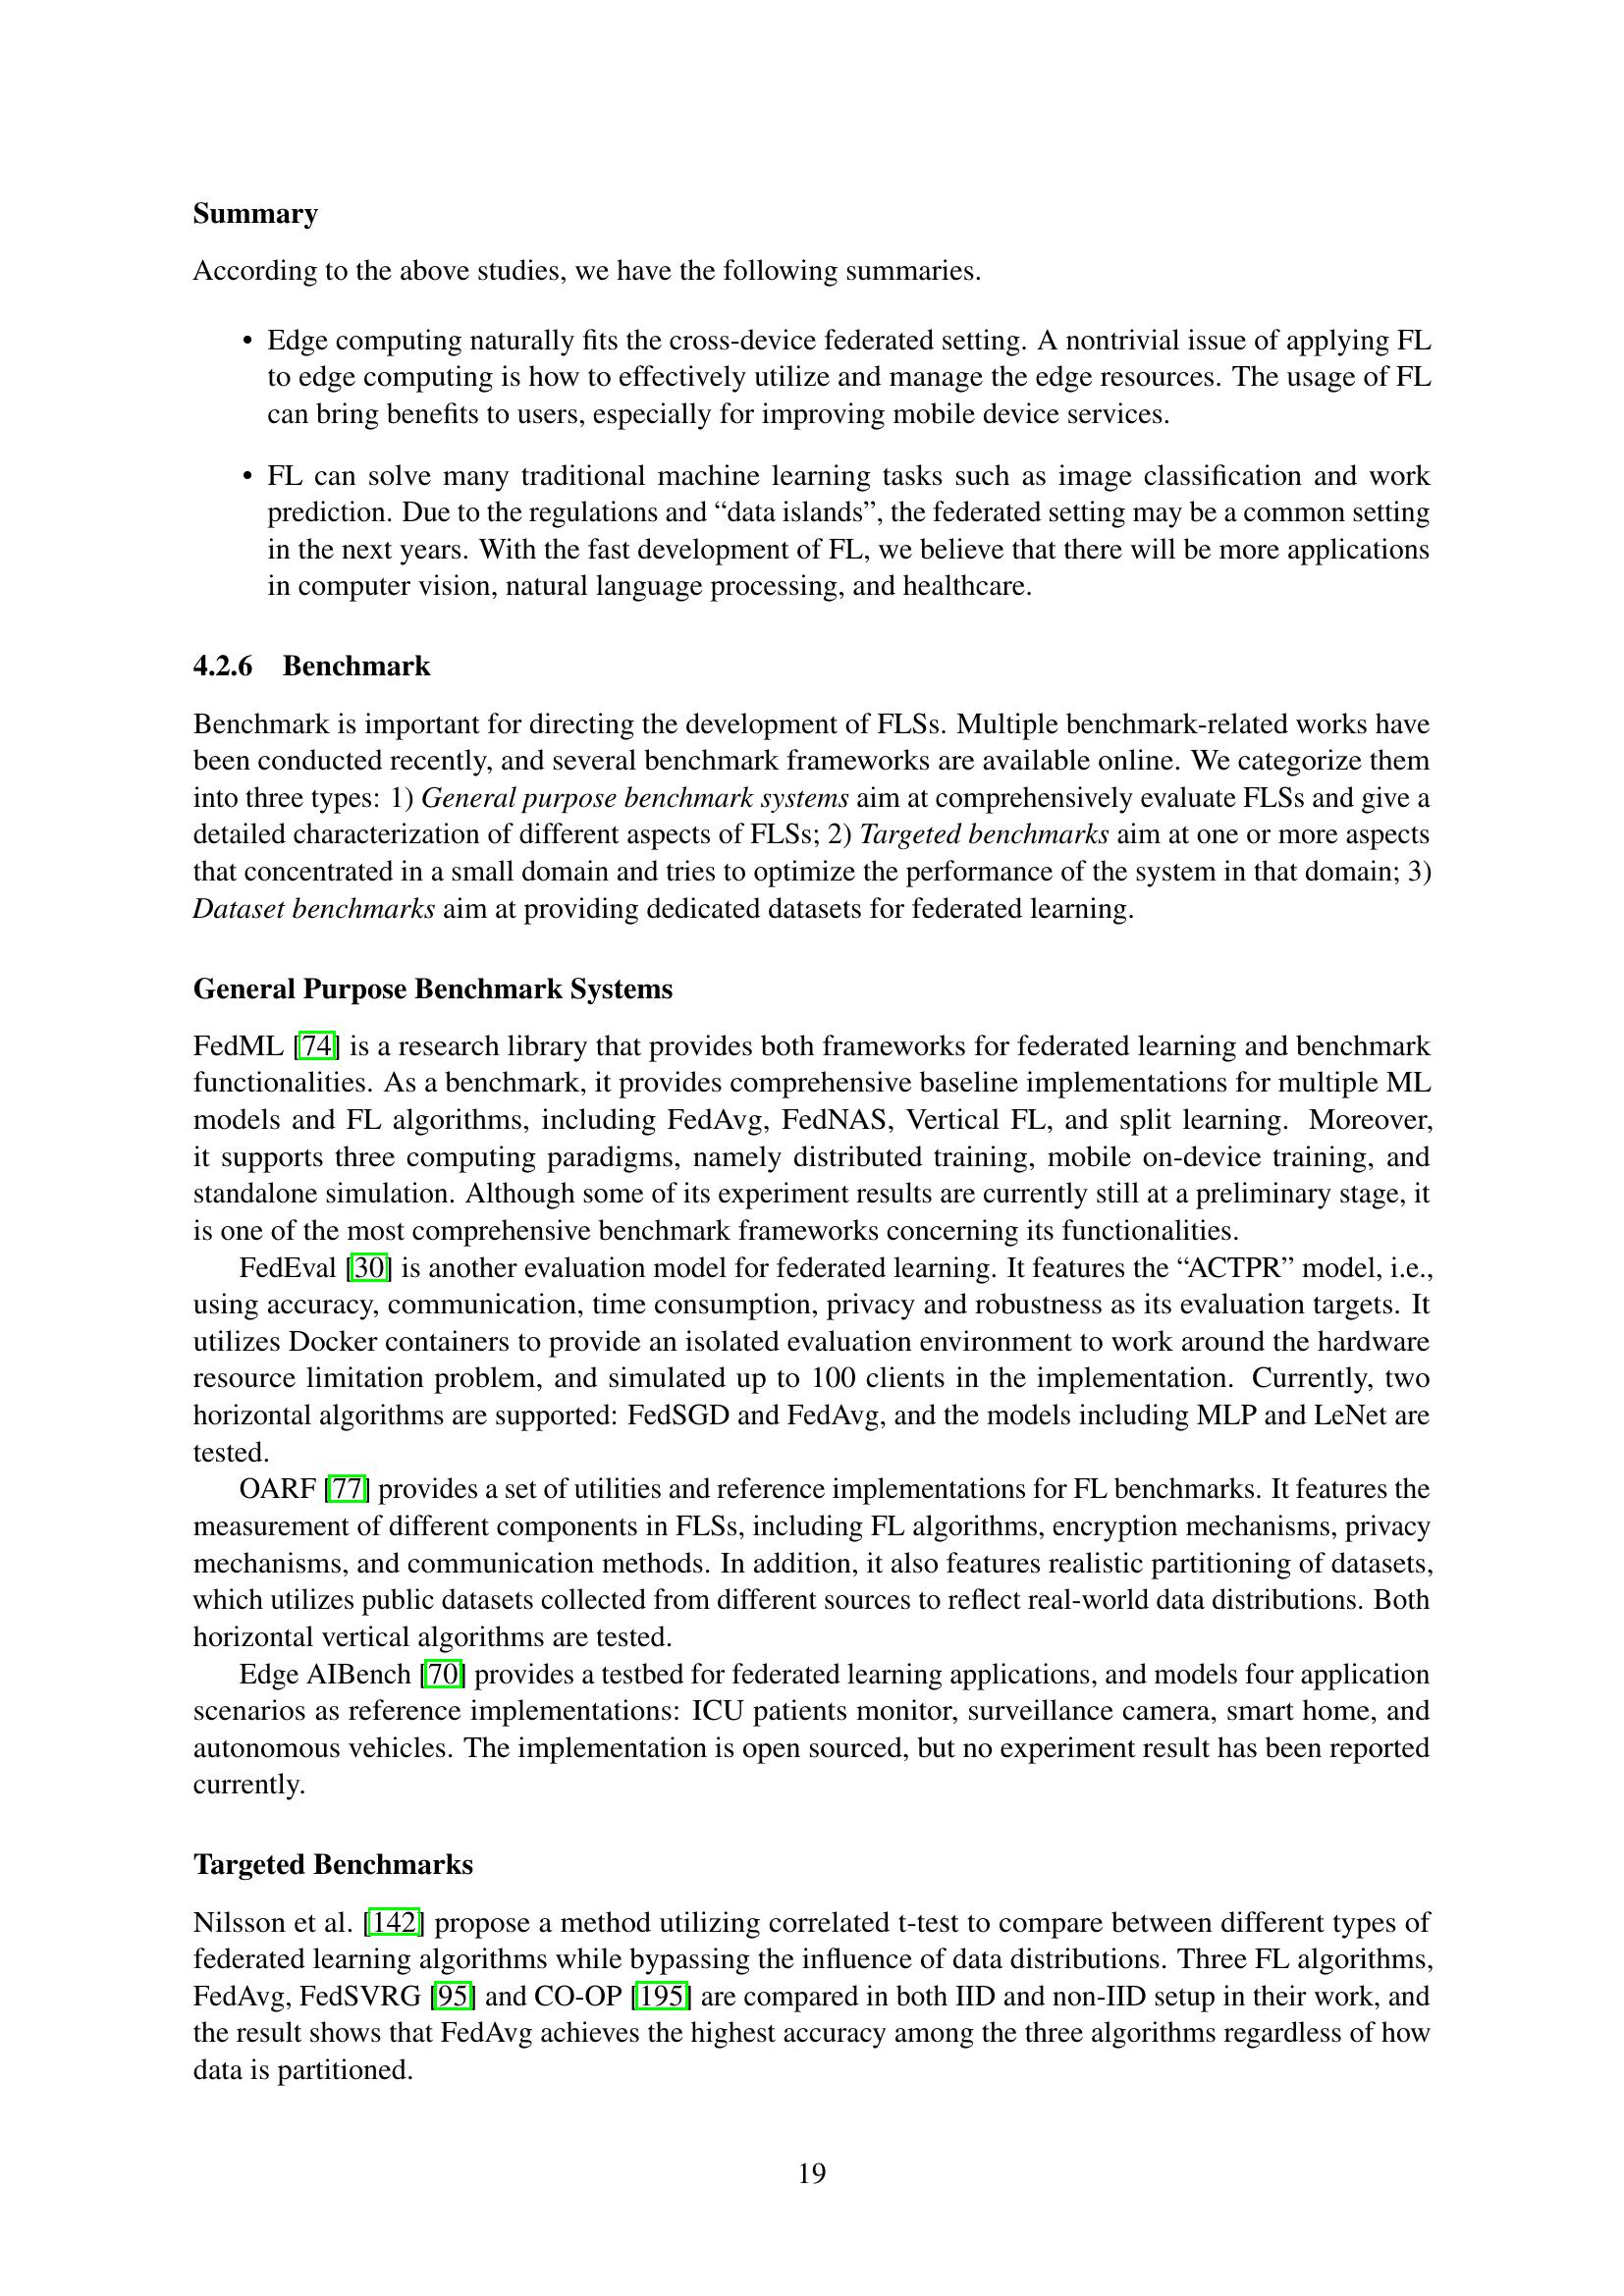 Summary
According to the above studies, we have the following summaries.
• Edge computing naturally fits the cross-device federated setting. A nontrivial issue of applying FL
to edge computing is how to effectively utilize and manage the edge resources. The usage of FL
can bring benefits to users, especially for improving mobile device services.
• FL can solve many traditional machine learning tasks such as image classification and work
prediction. Due to the regulations and “data islands”, the federated setting may be a common setting
in the next years. With the fast development of FL, we believe that there will be more applications
in computer vision, natural language processing, and healthcare.
4.2.6 Benchmark
Benchmark is important for directing the development of FLSs. Multiple benchmark-related works have
been conducted recently, and several benchmark frameworks are available online. We categorize them
into three types: 1) General purpose benchmark systems aim at comprehensively evaluate FLSs and give a
detailed characterization of different aspects of FLSs; 2) Targeted benchmarks aim at one or more aspects
that concentrated in a small domain and tries to optimize the performance of the system in that domain; 3)
Dataset benchmarks aim at providing dedicated datasets for federated learning.
General Purpose Benchmark Systems
FedML [74] is a research library that provides both frameworks for federated learning and benchmark
functionalities. As a benchmark, it provides comprehensive baseline implementations for multiple ML
models and FL algorithms, including FedAvg, FedNAS, Vertical FL, and split learning. Moreover,
it supports three computing paradigms, namely distributed training, mobile on-device training, and
standalone simulation. Although some of its experiment results are currently still at a preliminary stage, it
is one of the most comprehensive benchmark frameworks concerning its functionalities.
FedEval [30] is another evaluation model for federated learning. It features the “ACTPR” model, i.e.,
using accuracy, communication, time consumption, privacy and robustness as its evaluation targets. It
utilizes Docker containers to provide an isolated evaluation environment to work around the hardware
resource limitation problem, and simulated up to 100 clients in the implementation. Currently, two
horizontal algorithms are supported: FedSGD and FedAvg, and the models including MLP and LeNet are
tested.
OARF [77] provides a set of utilities and reference implementations for FL benchmarks. It features the
measurement of different components in FLSs, including FL algorithms, encryption mechanisms, privacy
mechanisms, and communication methods. In addition, it also features realistic partitioning of datasets,
which utilizes public datasets collected from different sources to reflect real-world data distributions. Both
horizontal vertical algorithms are tested.
Edge AIBench [70] provides a testbed for federated learning applications, and models four application
scenarios as reference implementations: ICU patients monitor, surveillance camera, smart home, and
autonomous vehicles. The implementation is open sourced, but no experiment result has been reported
currently.
Targeted Benchmarks
Nilsson et al. [142] propose a method utilizing correlated t-test to compare between different types of
federated learning algorithms while bypassing the influence of data distributions. Three FL algorithms,
FedAvg, FedSVRG [95] and CO-OP [195] are compared in both IID and non-IID setup in their work, and
the result shows that FedAvg achieves the highest accuracy among the three algorithms regardless of how
data is partitioned.
19